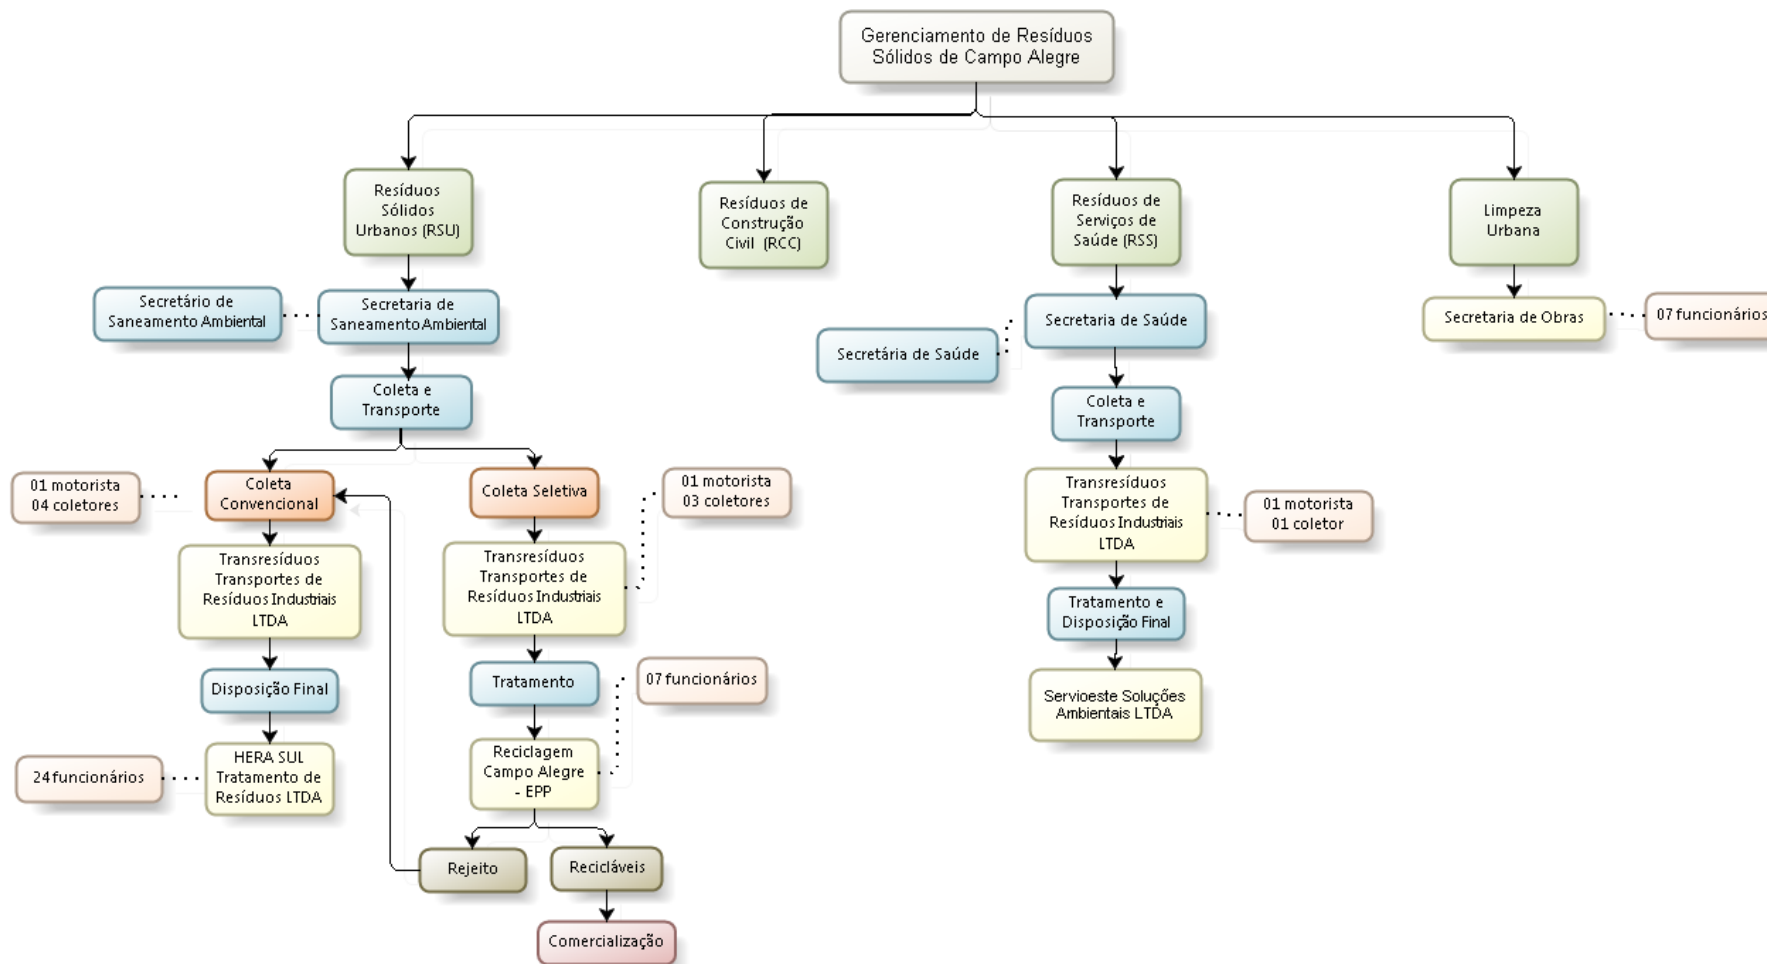 Gerenciamento de Resíduos
Sólidos de Campo Alegre
Resíduos
Sólidos
Urbanos (RSU)
Resíduos de
Construção
Civil (RCC)
Resíduos de
Serviços de
Saúde (RSS)
Limpeza
Urbana
Secretário de
Saneamento Ambiental
Secretaria de
Saneamento Ambiental
Secretária de Saúde
Secretaria de Saúde
Secretaria de Obras
07 funcionários
Coleta e
Transporte
Coleta e
Transporte
01 motorista
04 coletores
Coleta
Convencional
Coleta Seletiva
01 motorista
03 coletores
Transresíduos
Transportes de
Resíduos Industriais
LTDA
01 motorista
01 coletor
Transresíduos
Transportes de
Resíduos Industriais
LTDA
Transresíduos
Transportes de
Resíduos Industriais
LTDA
Tratamento e
Disposição Final
Disposição Final
Tratamento
07 funcionários
Servioeste Soluções
Ambientais LTDA
24 funcionários
HERA SUL
Tratamento de
Resíduos LTDA
Reciclagem
Campo Alegre
- EPP
Rejeito
Recicláveis
Comercialização